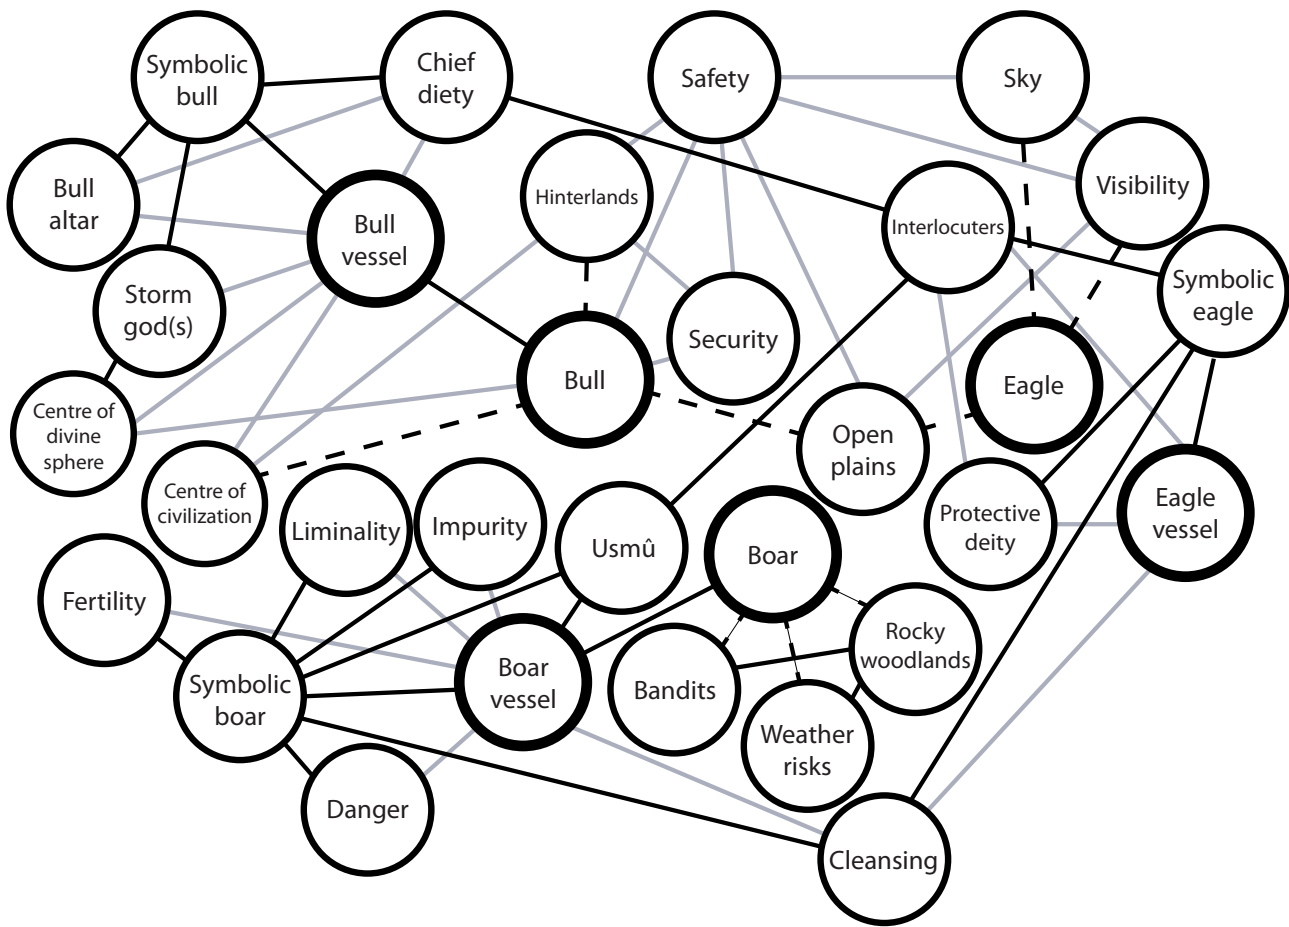 Symbolic
bull
Chief
diety
Safety
Sky
Bull
altar
Bull
vessel
Hinterlands
Interlocuters
Visibility
Storm
god(s)
Symbolic
eagle
Security
Bull
Eagle
Centre of
divine
sphere
Open
plains
Centre of
civilization
Liminality
Impurity
Usmû
Boar
Protective
deity
Eagle
vessel
Fertility
Symbolic
boar
Boar
vessel
Bandits
Rocky
woodlands
Weather
risks
Danger
Cleansing